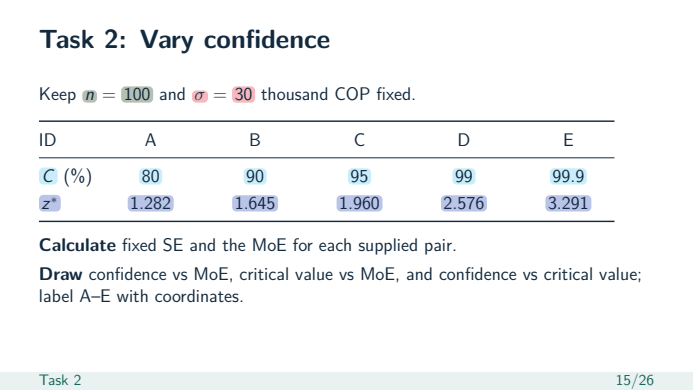 Task 2: Vary confidence
Keep n = 100 and σ = 30 thousand COP fixed.
ID A B C D E
C (%) 80 90 95 99 99.9
z* 1.282 1.645 1.960 2.576 3.291
Calculate fixed SE and the MoE for each supplied pair.
Draw confidence vs MoE, critical value vs MoE, and confidence vs critical value;
label A–E with coordinates.
Task 2 15/26